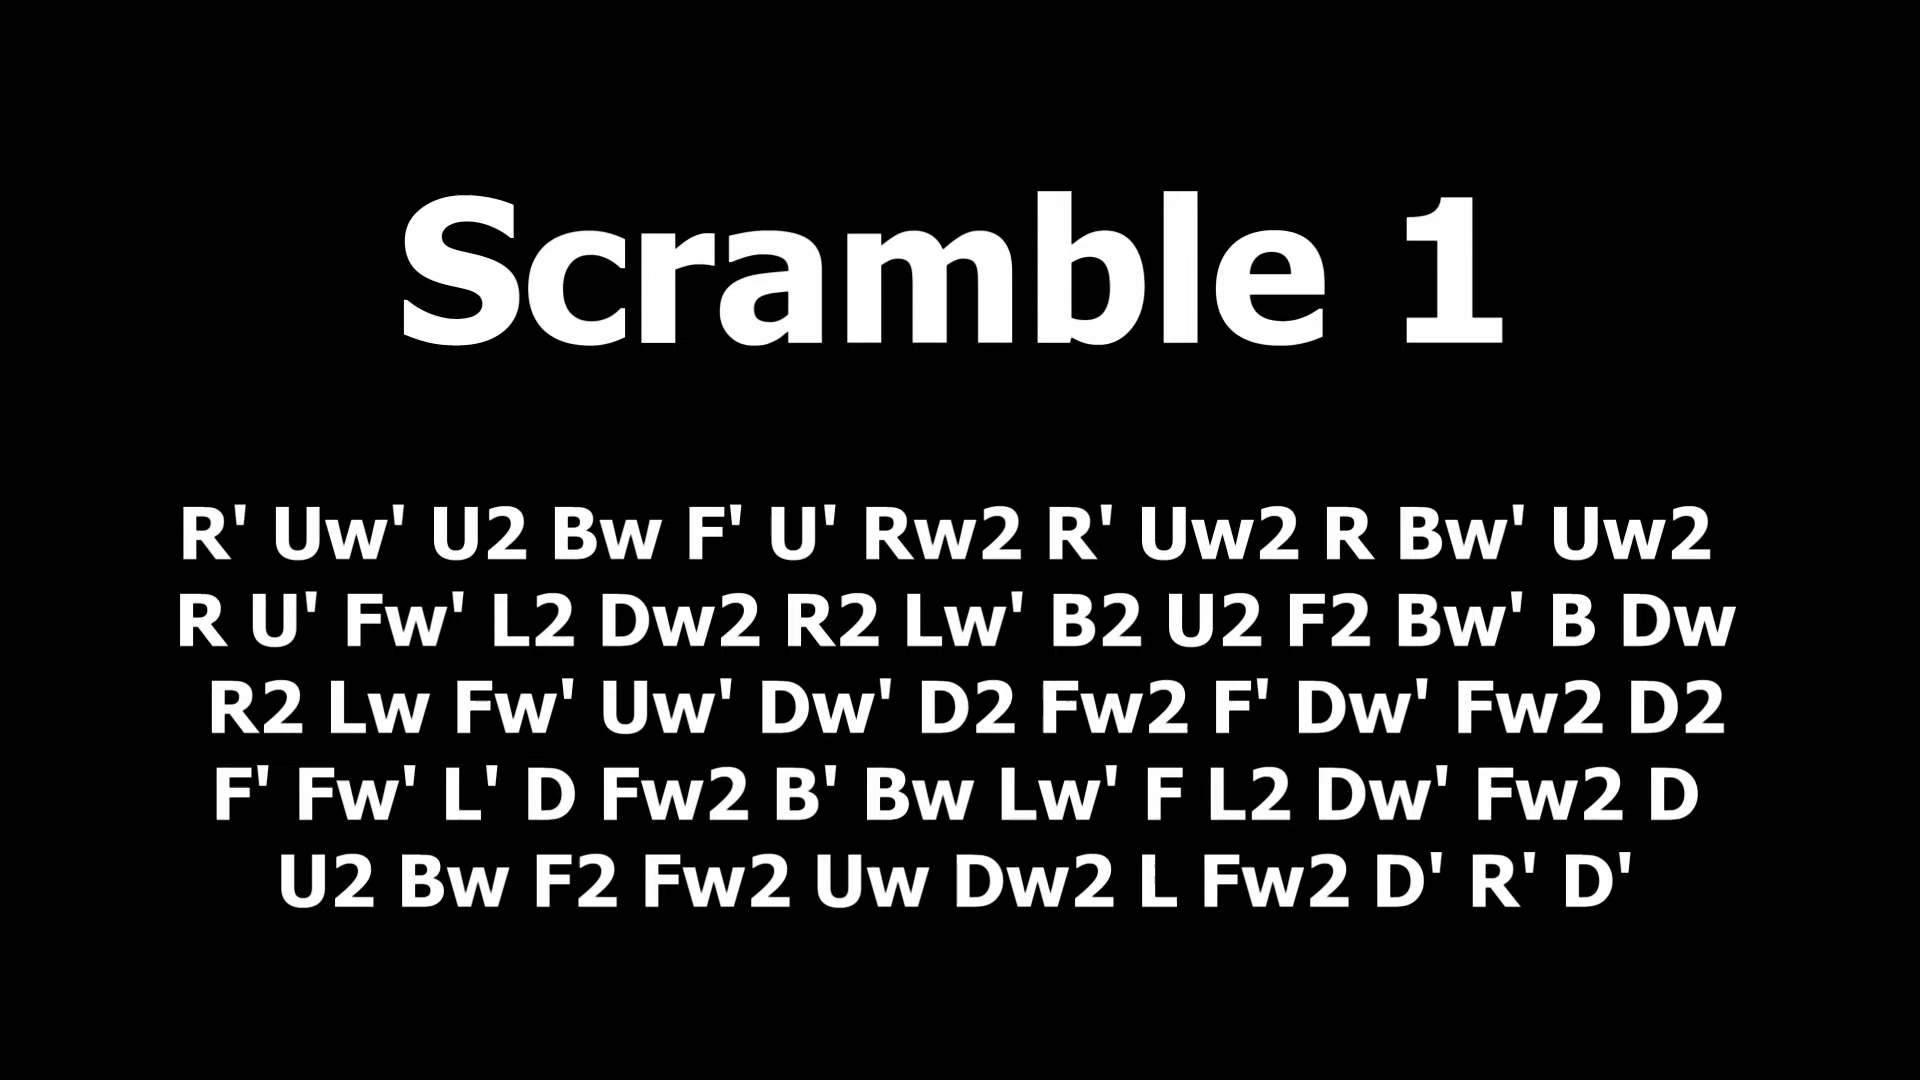 Scramble 1
R' Uw' U2 Bw F' U' Rw2 R' Uw2 R Bw' Uw2
R U' Fw' L2 Dw2 R2 Lw' B2 U2 F2 Bw' B Dw
R2 Lw Fw' Uw' Dw' D2 Fw2 F' Dw' Fw2 D2
F' Fw' L' D Fw2 B' Bw Lw' F L2 Dw' Fw2 D
U2 Bw F2 Fw2 Uw Dw2 L Fw2 D' R' D'